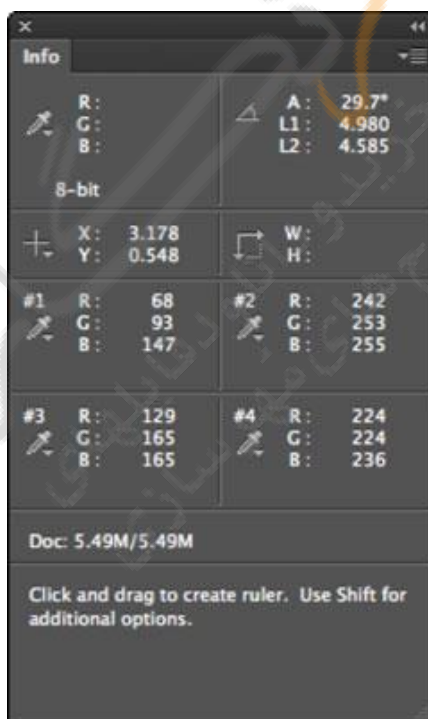 Info
R:
G:
B:
8-bit
A: 29.7°
L1: 4.980
L2: 4.585
X: 3.178
Y: 0.548
W:
H:
#1 R: 68
G: 93
B: 147
#2 R: 242
G: 253
B: 255
#3 R: 129
G: 165
B: 165
#4 R: 224
G: 224
B: 236
Doc: 5.49M/5.49M
Click and drag to create ruler. Use Shift for
additional options.